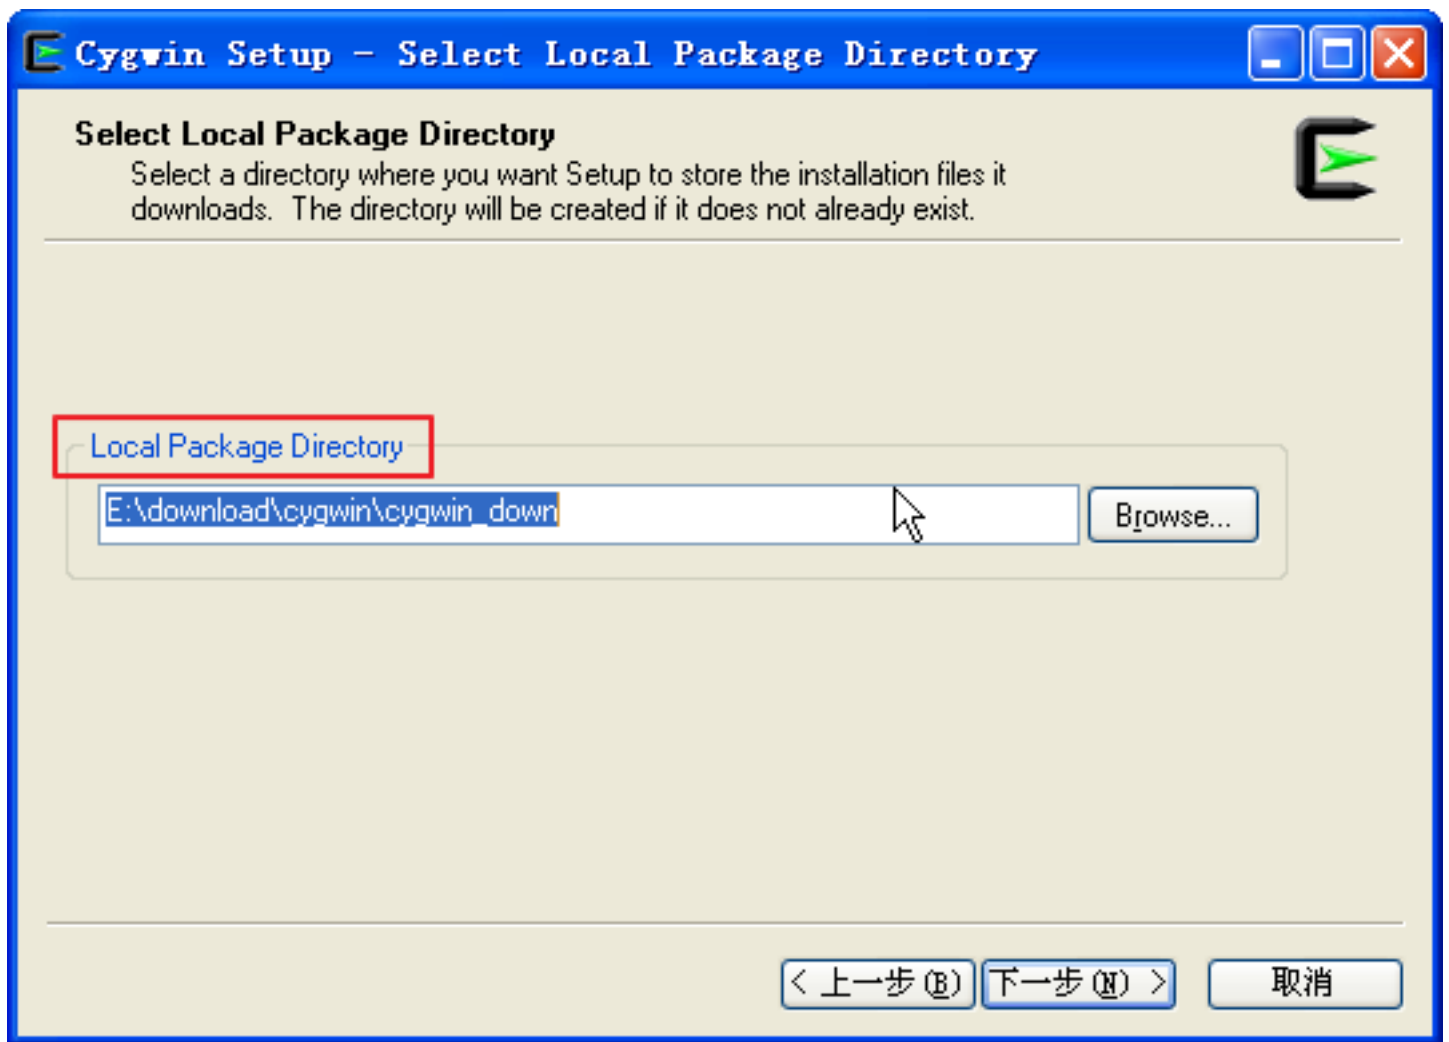 Cygwin Setup - Select Local Package Directory
Select Local Package Directory
Select a directory where you want Setup to store the installation files it
downloads.  The directory will be created if it does not already exist.
Local Package Directory
E:\download\cygwin\cygwin_down
Browse...
< 上一步(B) 下一步(N) > 取消